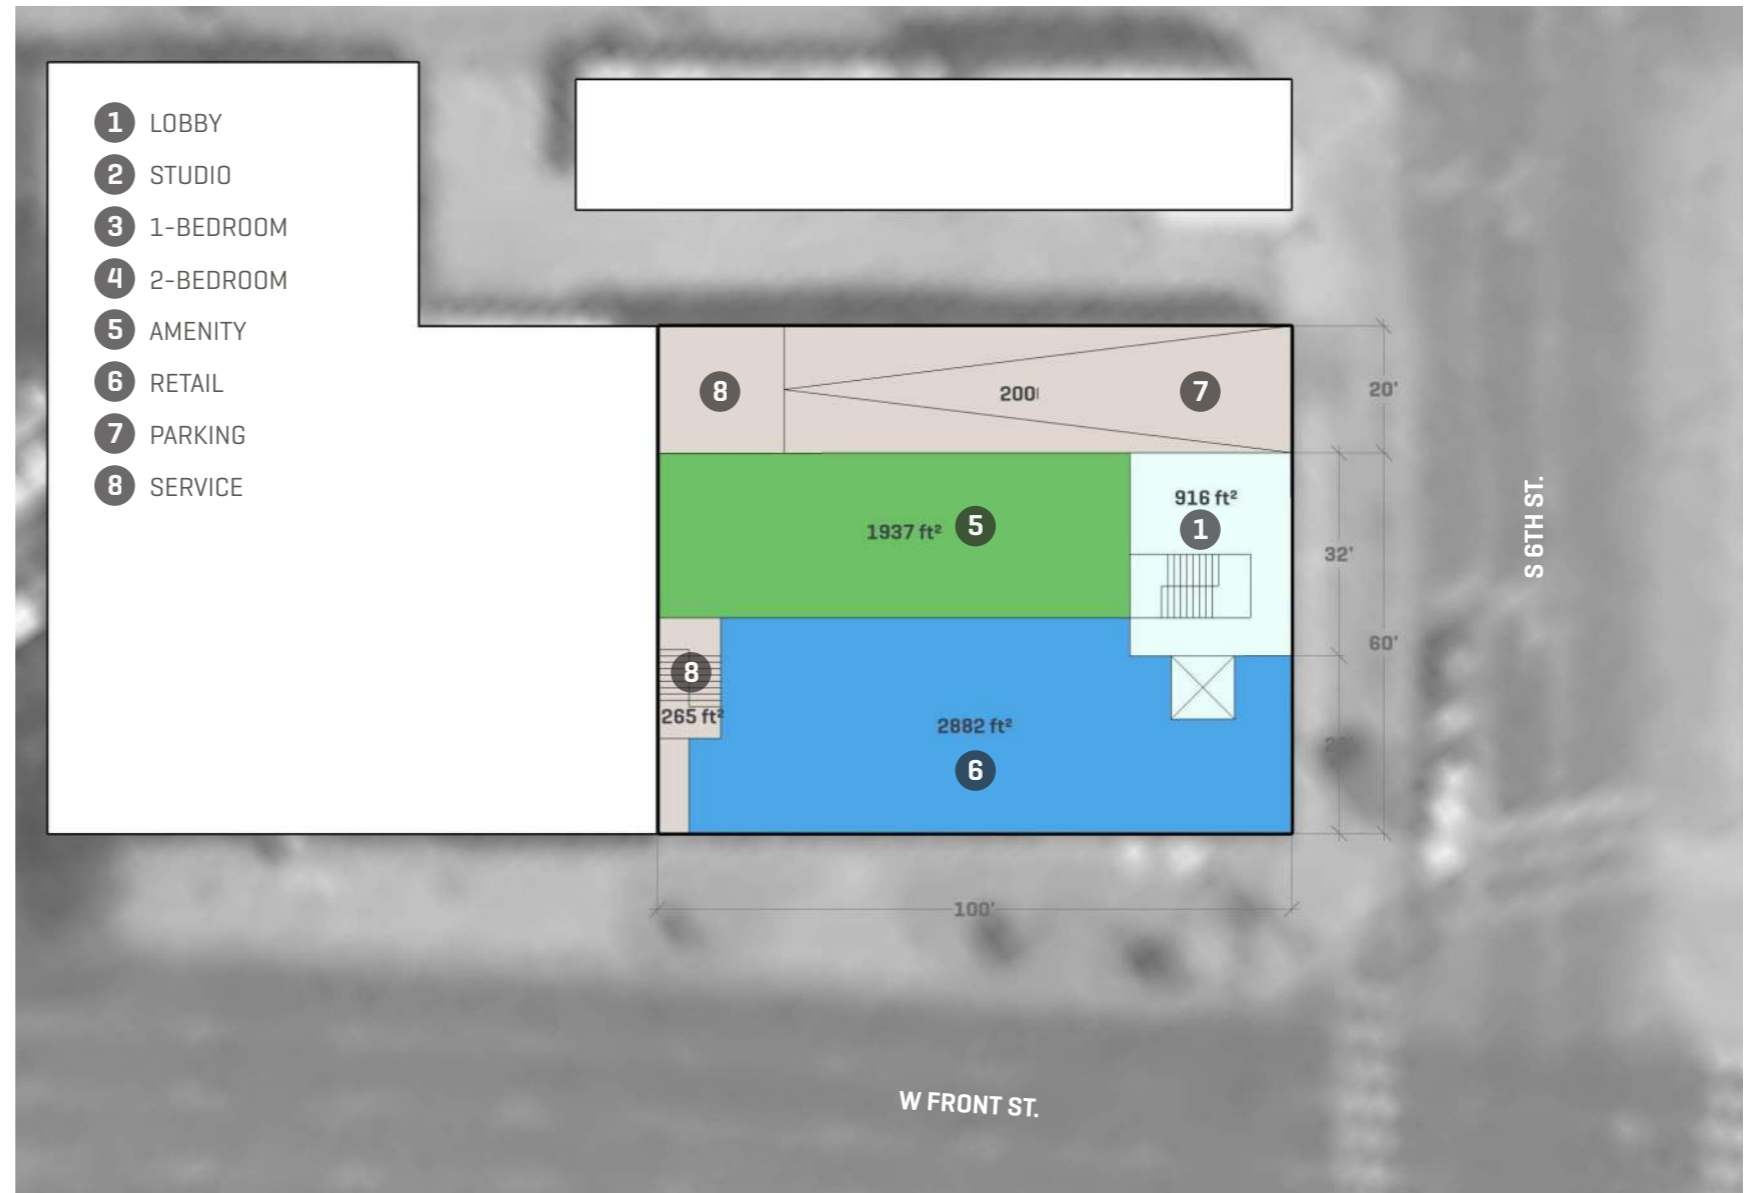 1 LOBBY
2 STUDIO
3 1-BEDROOM
4 2-BEDROOM
5 AMENITY
6 RETAIL
7 PARKING
8 SERVICE
8
200
7
20'
916 ft²
1
1937 ft²
5
32'
S 6TH ST.
60'
8
265 ft²
2882 ft²
6
100'
W FRONT ST.